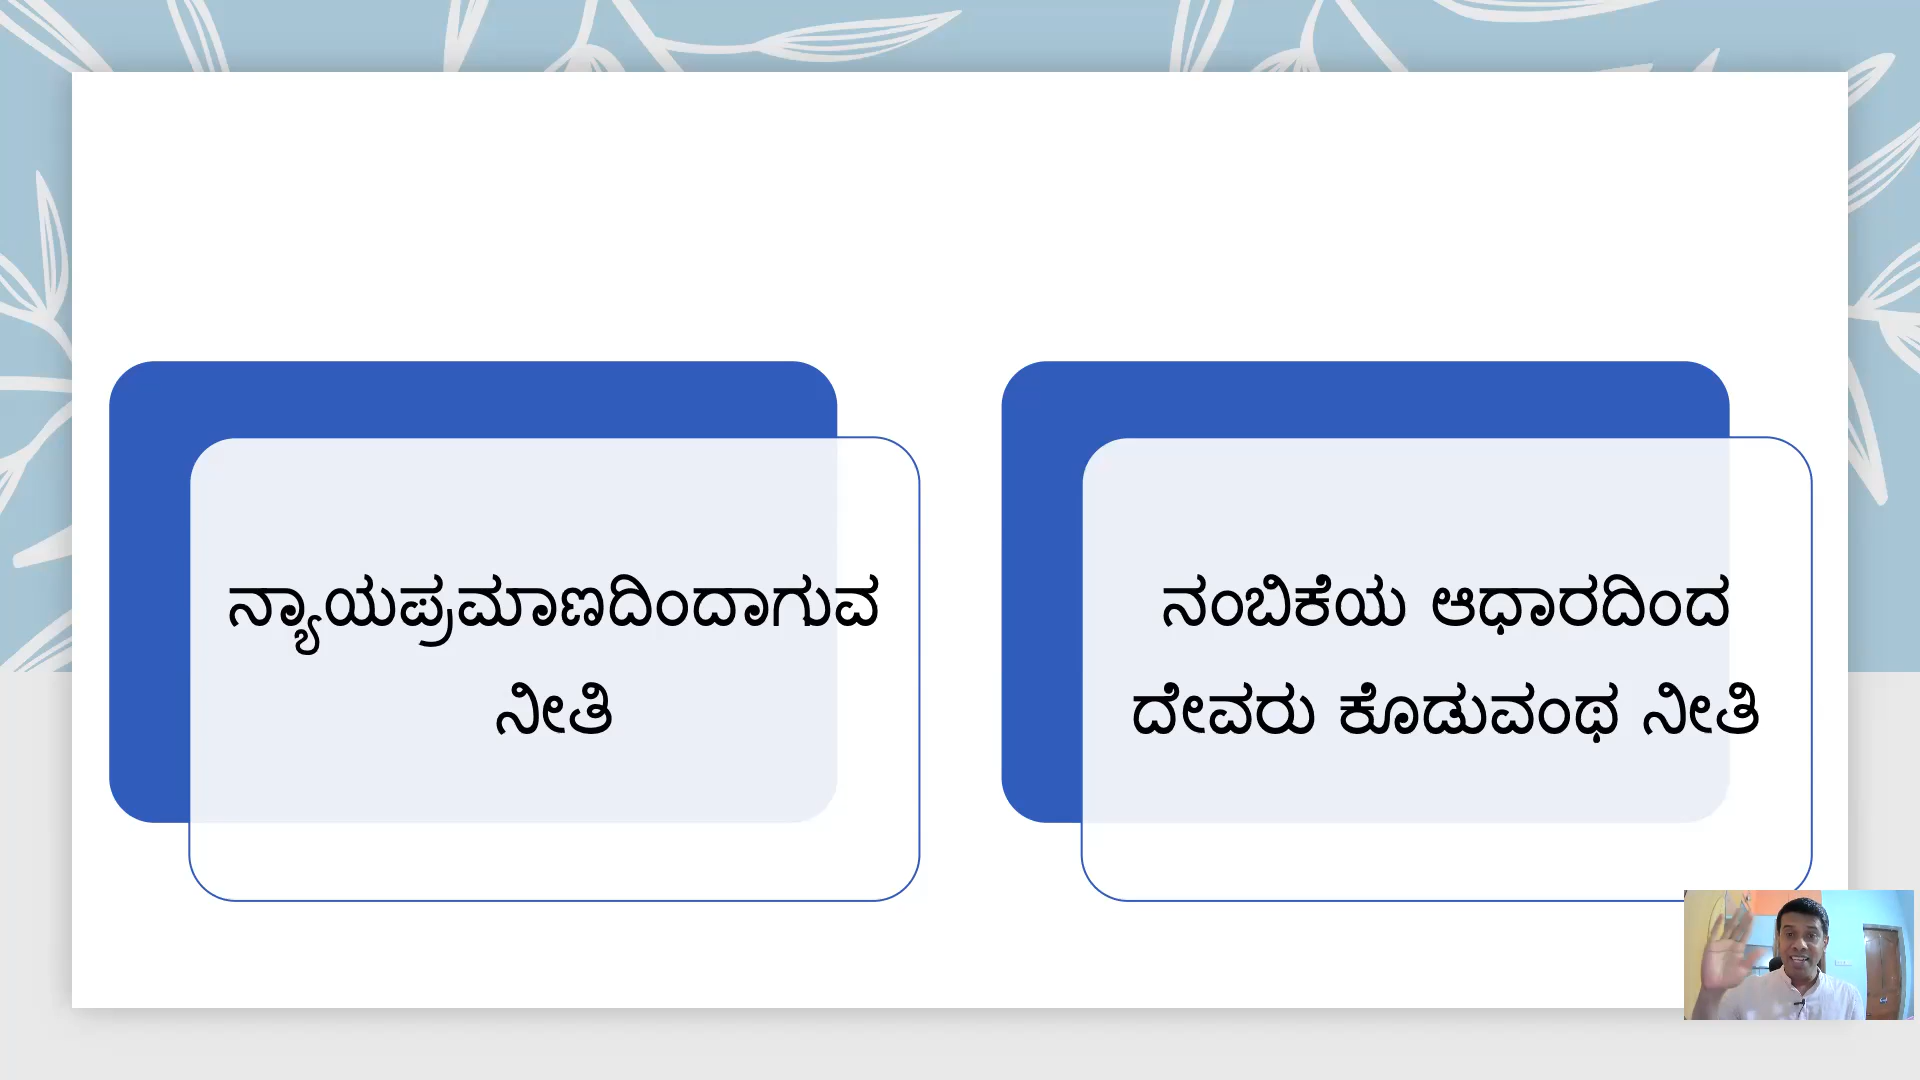 ನ್ಯಾಯಪ್ರಮಾಣದಿಂದಾಗುವ
ನೀತಿ
ನಂಬಿಕೆಯ ಆಧಾರದಿಂದ
ದೇವರು ಕೊಡುವಂಥ ನೀತಿ